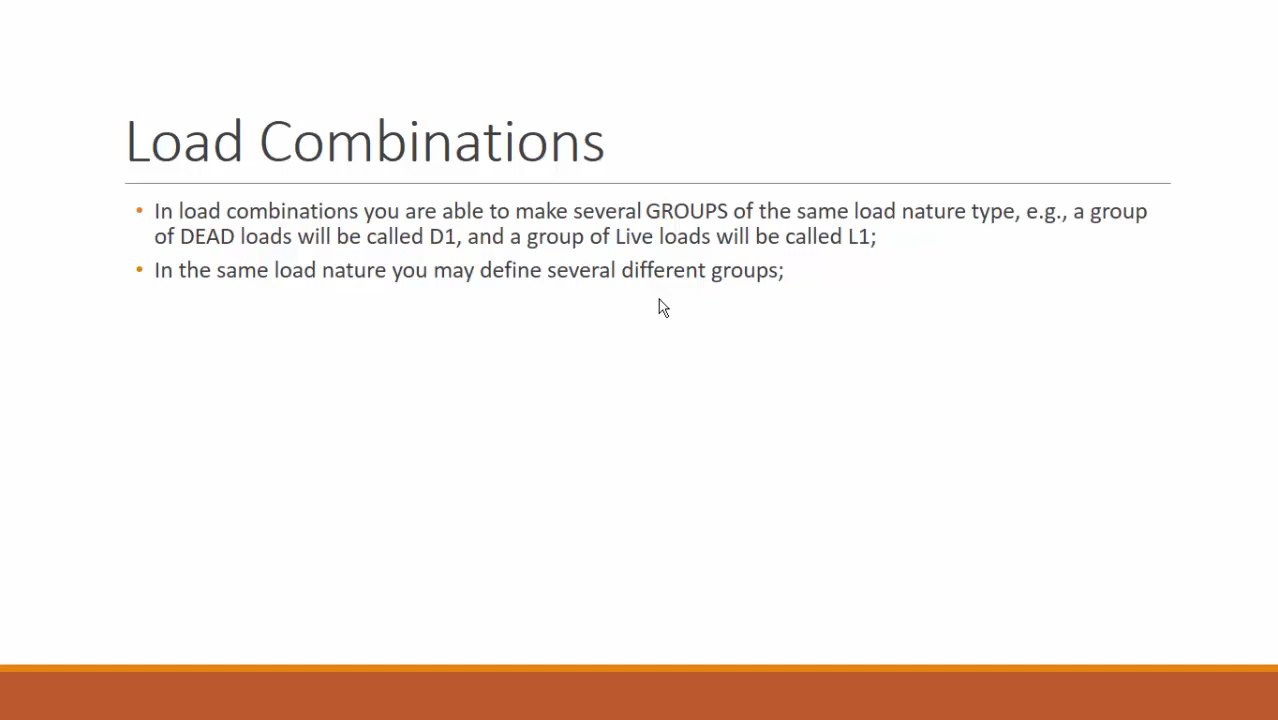 Load Combinations
• In load combinations you are able to make several GROUPS of the same load nature type, e.g., a group
of DEAD loads will be called D1, and a group of Live loads will be called L1;
• In the same load nature you may define several different groups;